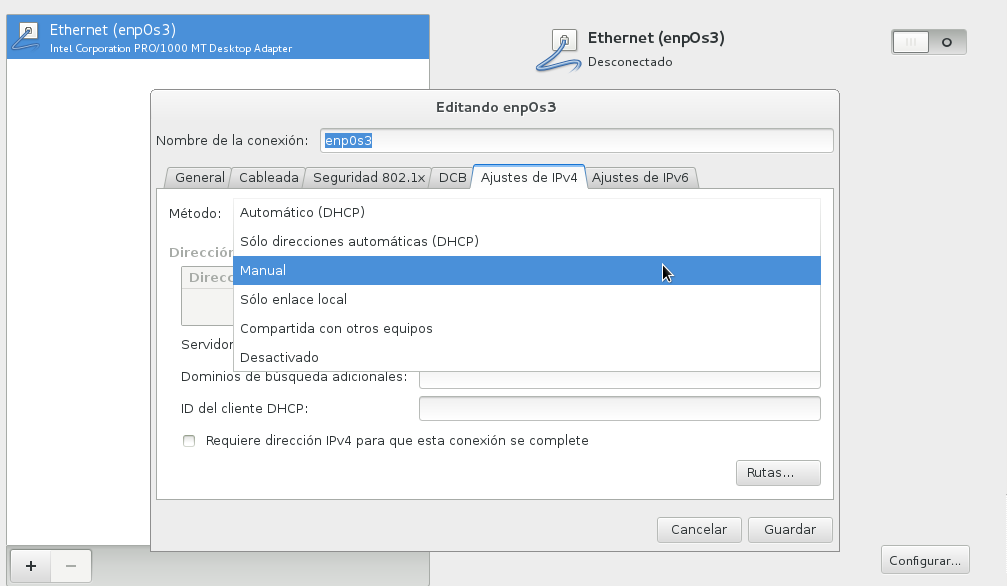 Ethernet (enp0s3)
Intel Corporation PRO/1000 MT Desktop Adapter
Ethernet (enp0s3)
Desconectado
Editando enp0s3
Nombre de la conexión: enp0s3
General Cableada Seguridad 802.1x DCB Ajustes de IPv4 Ajustes de IPv6
Método:
Automático (DHCP)
Sólo direcciones automáticas (DHCP)
Manual
Sólo enlace local
Compartida con otros equipos
Desactivado
Dirección
Direcc
Servidor
Dominios de búsqueda adicionales:
ID del cliente DHCP:
Requiere dirección IPv4 para que esta conexión se complete
Rutas...
Cancelar Guardar
+ −
Configurar...